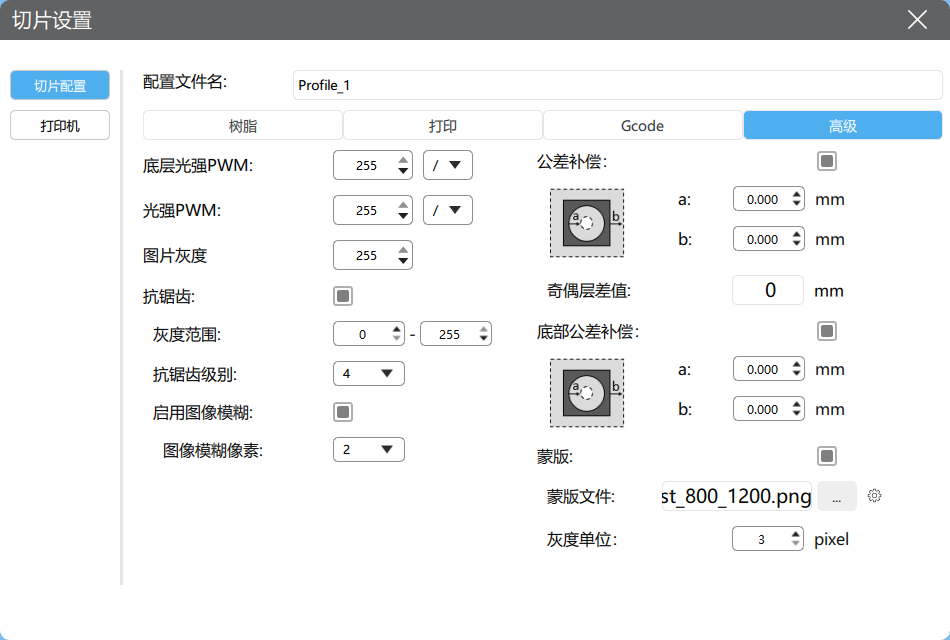 切片设置
切片配置
打印机
配置文件名:
Profile_1
树脂
打印
Gcode
高级
底层光强PWM:
255
/
光强PWM:
255
/
图片灰度
255
抗锯齿:
灰度范围:
0
-
255
抗锯齿级别:
4
启用图像模糊:
图像模糊像素:
2
公差补偿:
a
b
a:
0.000
mm
b:
0.000
mm
奇偶层差值:
0
mm
底部公差补偿:
a
b
a:
0.000
mm
b:
0.000
mm
蒙版:
蒙版文件:
st_800_1200.png
...
灰度单位:
3
pixel